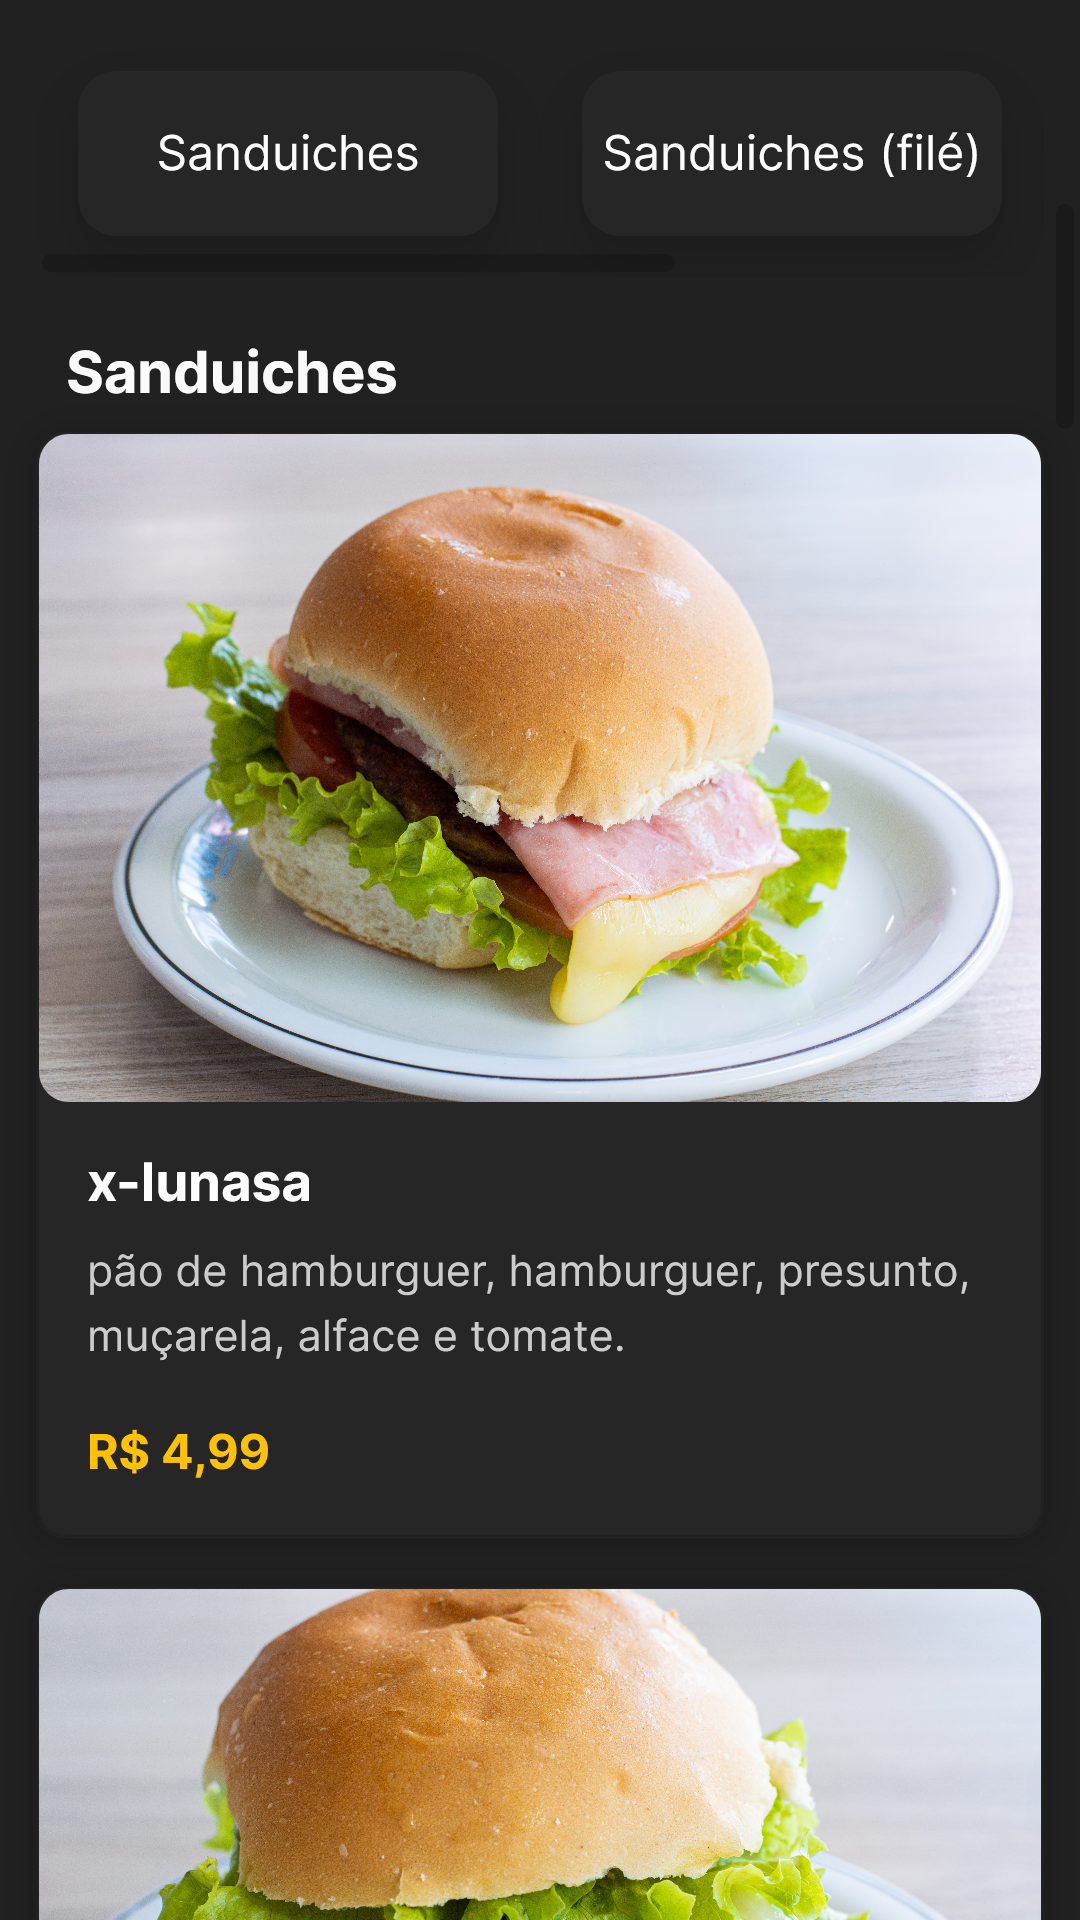 Sanduiches
Sanduiches (filé)
Sanduiches
x-lunasa
pão de hamburguer, hamburguer, presunto,
muçarela, alface e tomate.
R$ 4,99